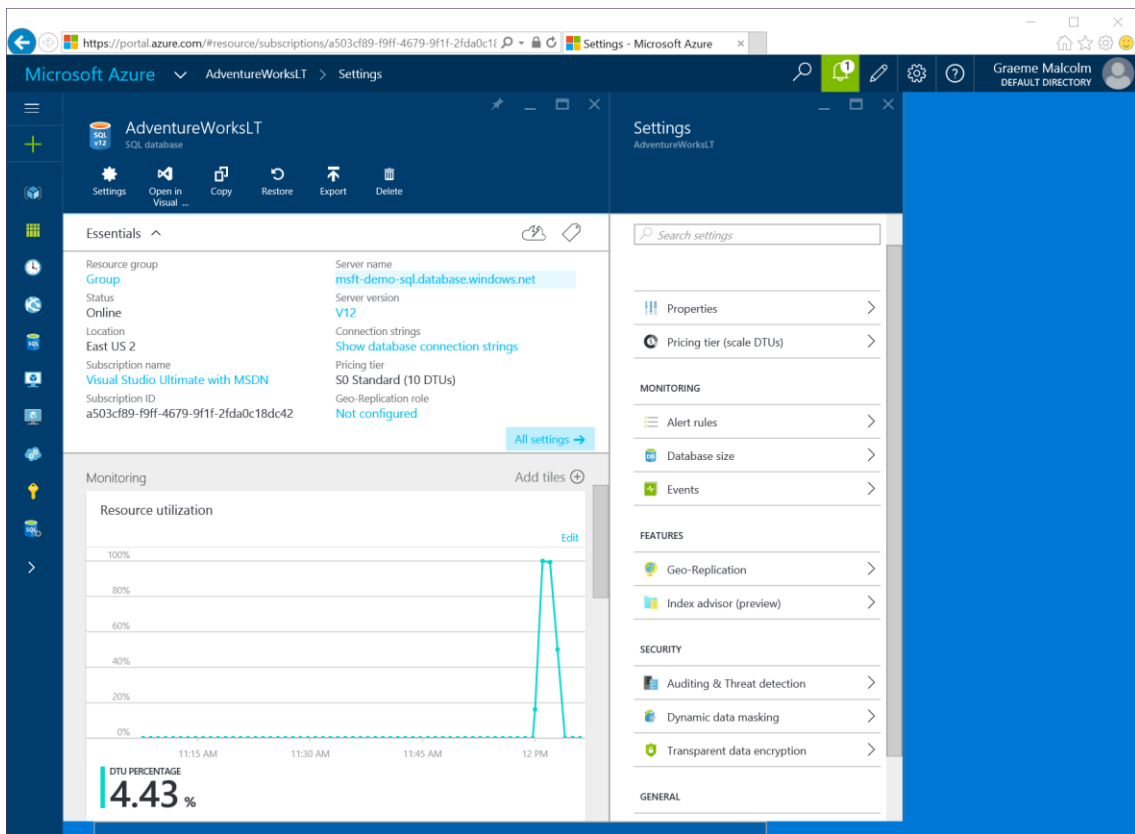 https://portal.azure.com/#resource/subscriptions/a503cf89-f9ff-4679-9f1f-2fda0c18
Settings - Microsoft Azure
Microsoft Azure
AdventureWorksLT > Settings
1
Graeme Malcolm
DEFAULT DIRECTORY
SQL
v12
AdventureWorksLT
SQL database
Settings
Open in
Visual ...
Copy
Restore
Export
Delete
Essentials
Resource group
Group
Status
Online
Location
East US 2
Subscription name
Visual Studio Ultimate with MSDN
Subscription ID
a503cf89-f9ff-4679-9f1f-2fda0c18dc42
Server name
msft-demo-sql.database.windows.net
Server version
V12
Connection strings
Show database connection strings
Pricing tier
S0 Standard (10 DTUs)
Geo-Replication role
Not configured
All settings →
Monitoring
Add tiles
Resource utilization
Edit
100%
80%
60%
40%
20%
0%
11:15 AM
11:30 AM
11:45 AM
12 PM
DTU PERCENTAGE
4.43 %
Settings
AdventureWorksLT
Search settings
Properties
Pricing tier (scale DTUs)
MONITORING
Alert rules
Database size
Events
FEATURES
Geo-Replication
Index advisor (preview)
SECURITY
Auditing & Threat detection
Dynamic data masking
Transparent data encryption
GENERAL